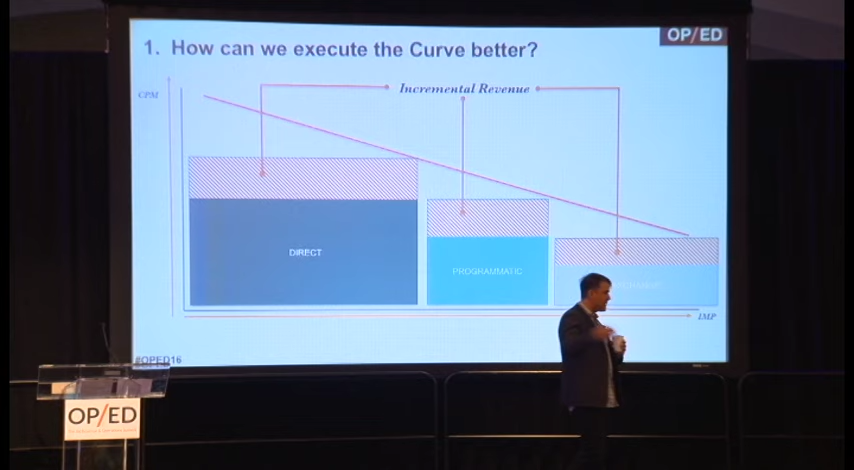 1. How can we execute the Curve better?
OP/ED
CPM
Incremental Revenue
DIRECT
PROGRAMMATIC
IMP
#OPED16
OP/ED